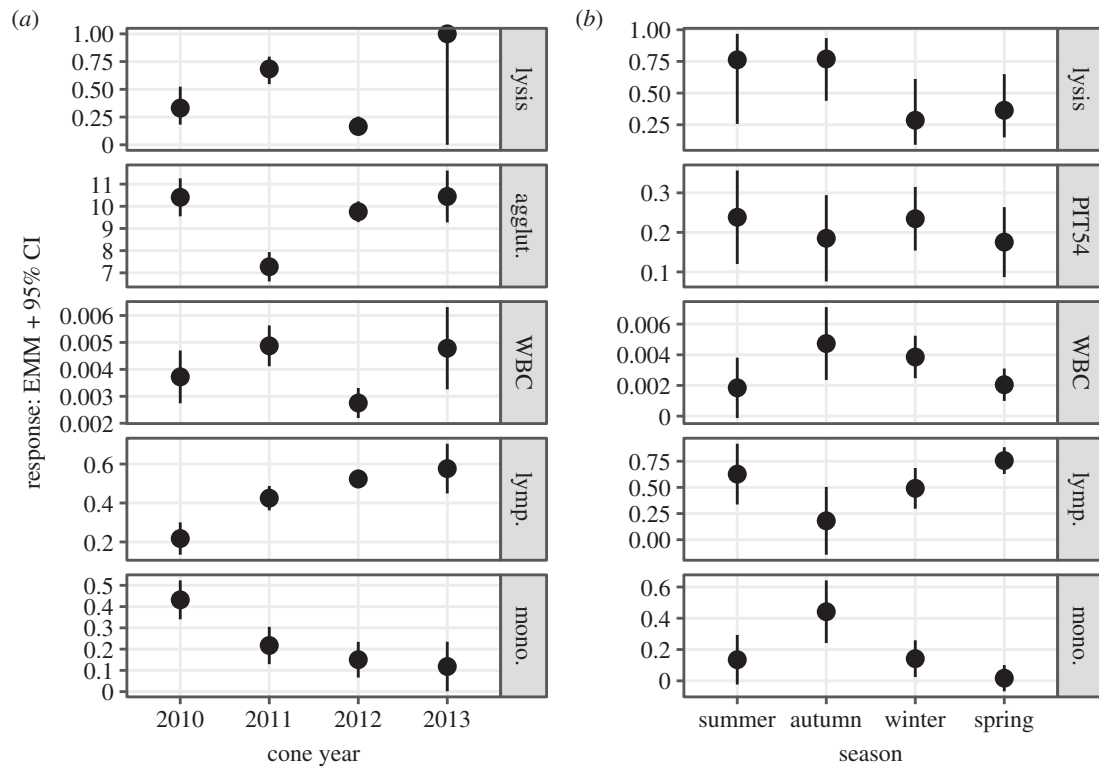 (a)
response: EMM + 95% CI
1.00
0.75
0.50
0.25
0
lysis
11
10
9
8
7
agglut.
0.006
0.005
0.004
0.003
0.002
WBC
0.6
0.4
0.2
lymp.
0.5
0.4
0.3
0.2
0.1
0
mono.
2010 2011 2012 2013
cone year
(b)
1.00
0.75
0.50
0.25
lysis
0.3
0.2
0.1
PIT54
0.006
0.004
0.002
0
WBC
0.75
0.50
0.25
0.00
lymp.
0.6
0.4
0.2
0
mono.
summer autumn winter spring
season